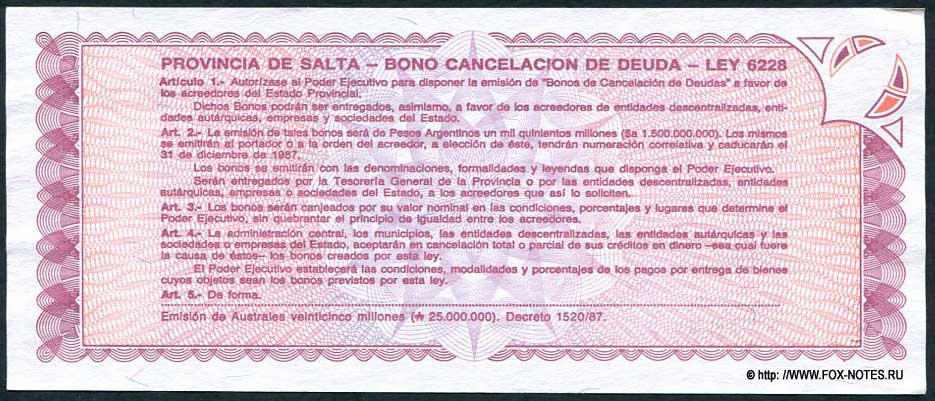 PROVINCIA DE SALTA – BONO CANCELACION DE DEUDA – LEY 6228
Artículo 1.- Autorízase al Poder Ejecutivo para disponer la emisión de "Bonos de Cancelación de Deudas" a favor de
los acreedores del Estado Provincial.
Dichos Bonos podrán ser entregados, asimismo, a favor de los acreedores de entidades descentralizadas, enti-
dades autárquicas, empresas y sociedades del Estado.
Art. 2.- La emisión de tales bonos será de Pesos Argentinos un mil quinientos millones ($a 1.500.000.000). Los mismos
se emitirán al portador o a la orden del acreedor, a elección de éste, tendrán numeración correlativa y caducarán el
31 de diciembre de 1987.
Los bonos se emitirán con las denominaciones, formalidades y leyendas que disponga el Poder Ejecutivo.
Serán entregados por la Tesorería General de la Provincia o por las entidades descentralizadas, entidades
autárquicas, empresas o sociedades del Estado, a los acreedores que así lo soliciten.
Art. 3.- Los bonos serán canjeados por su valor nominal en las condiciones, porcentajes y lugares que determine el
Poder Ejecutivo, sin quebrantar el principio de igualdad entre los acreedores.
Art. 4.- La administración central, los municipios, las entidades descentralizadas, las entidades autárquicas y las
sociedades o empresas del Estado, aceptarán en cancelación total o parcial de sus créditos en dinero –sea cual fuere
la causa de éstos– los bonos creados por esta ley.
El Poder Ejecutivo establecerá las condiciones, modalidades y porcentajes de los pagos por entrega de bienes
cuyos objetos sean los bonos previstos por esta ley.
Art. 5.- De forma.
Emisión de Australes veinticinco millones (₳ 25.000.000). Decreto 1520/87.
© http: //WWW.FOX-NOTES.RU